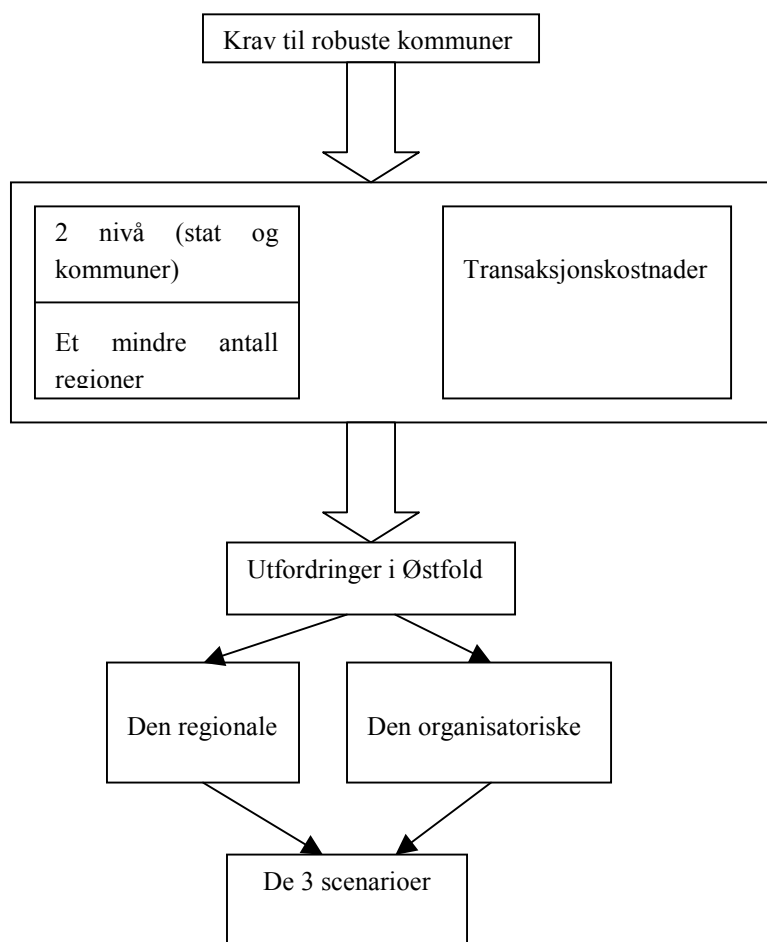 Krav til robuste kommuner
2 nivå (stat og
kommuner)
Et mindre antall
regioner
Transaksjonskostnader
Utfordringer i Østfold
Den regionale
Den organisatoriske
De 3 scenarioer